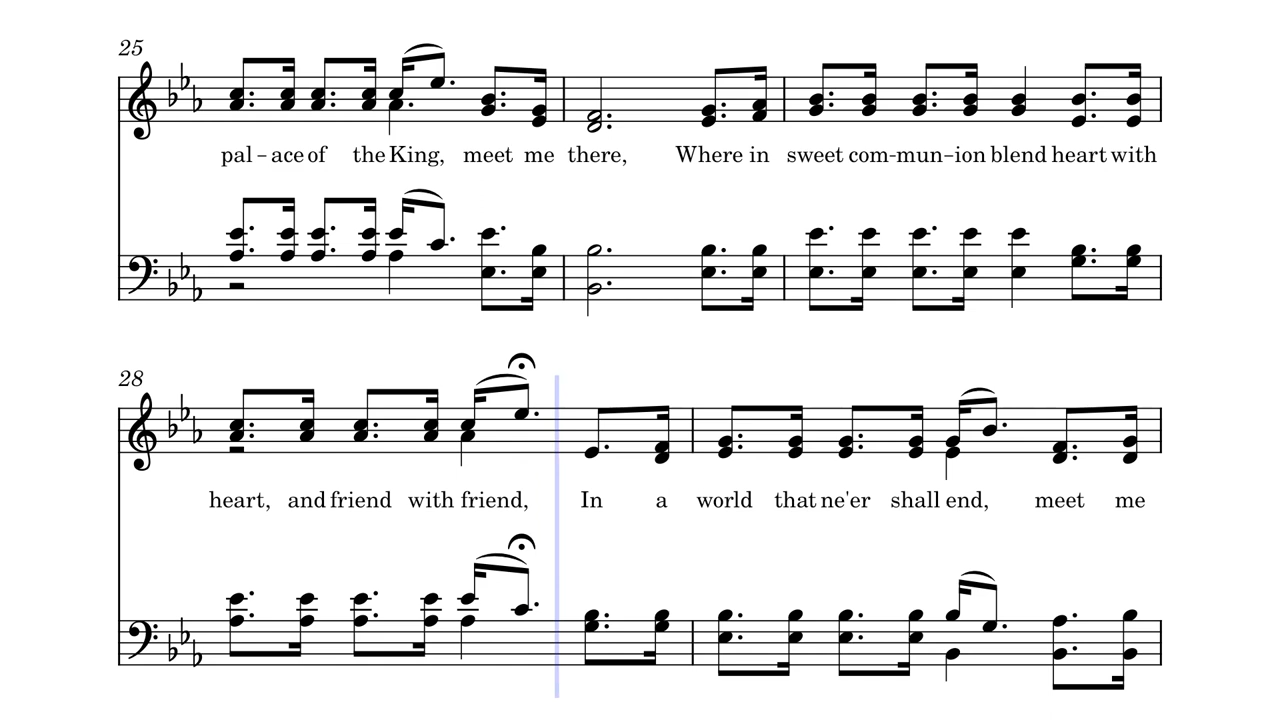 25
pal-ace of the King, meet me there, Where in sweet com-mun-ion blend heart with
28
heart, and friend with friend, In a world that ne'er shall end, meet me